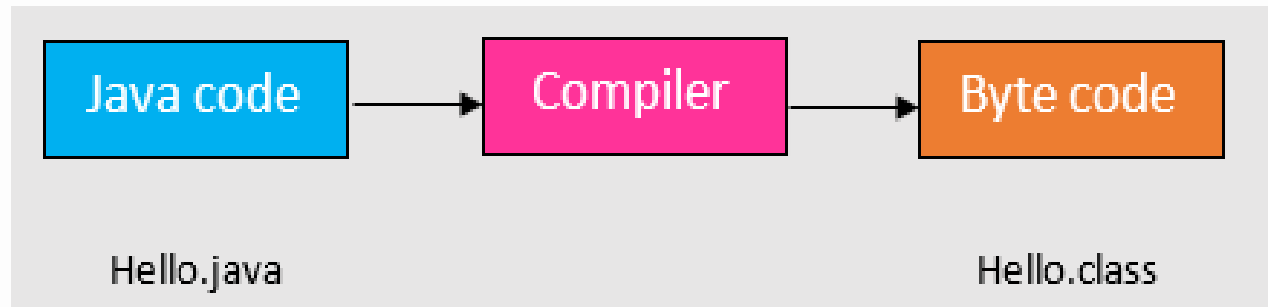 Java code
Compiler
Byte code
Hello.java
Hello.class